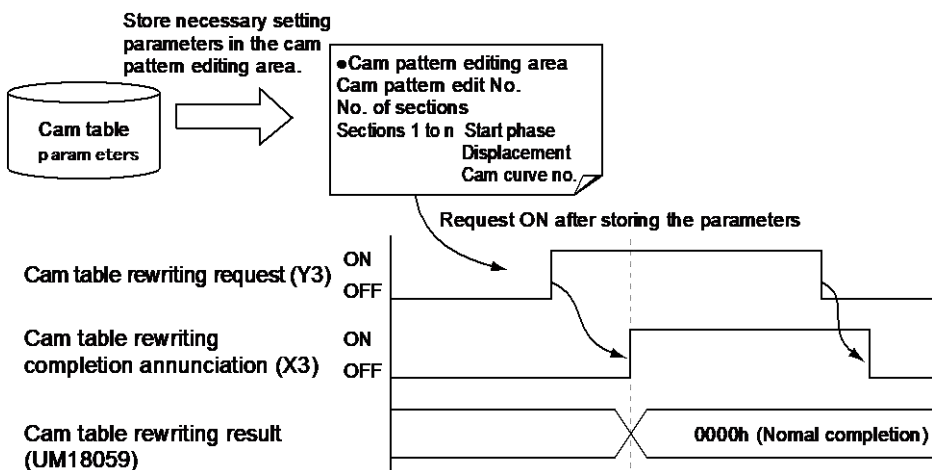 Store necessary setting
parameters in the cam
pattern editing area.
●Cam pattern editing area
Cam pattern edit No.
No. of sections
Sections 1 to n Start phase
Displacement
Cam curve no.
Cam table
parameters
Request ON after storing the parameters
Cam table rewriting request (Y3)
ON
OFF
Cam table rewriting
completion annunciation (X3)
ON
OFF
Cam table rewriting result
(UM18059)
0000h (Nomal completion)